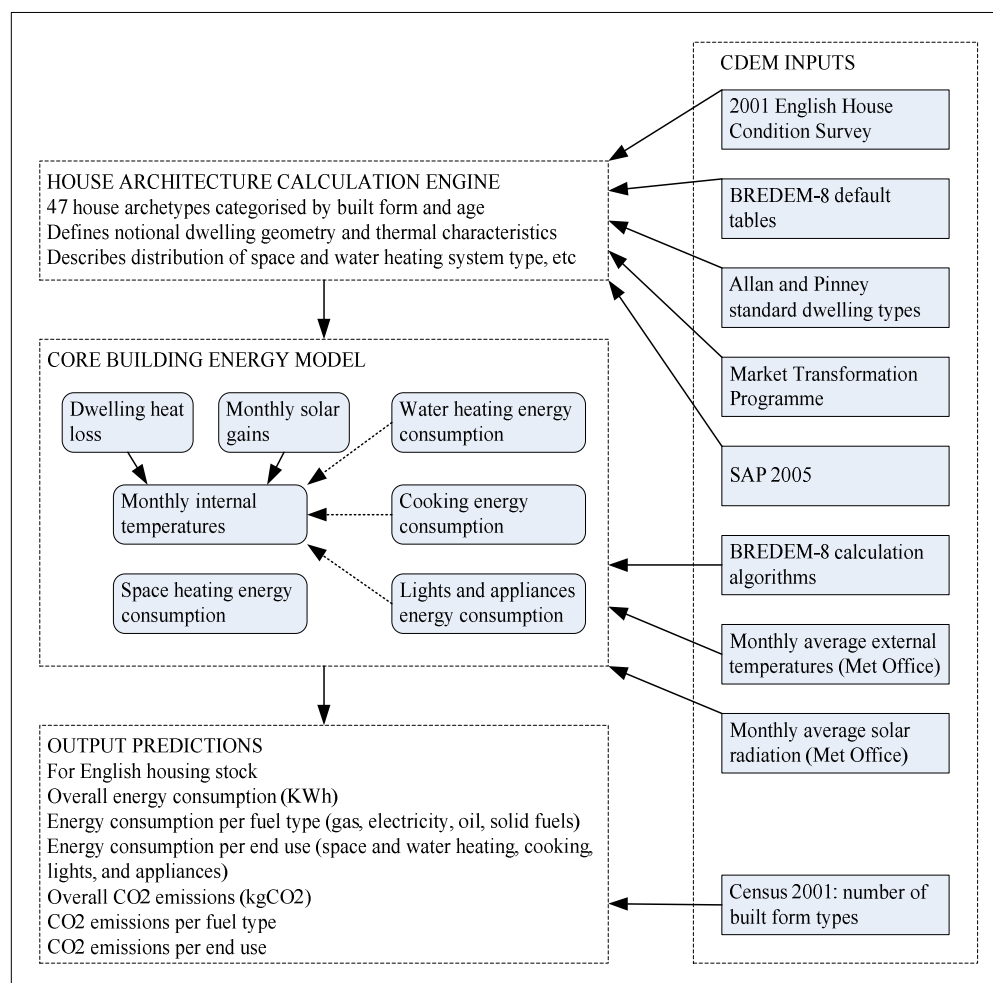 CDEM INPUTS
2001 English House
Condition Survey
BREDEM-8 default
tables
Allan and Pinney
standard dwelling types
Market Transformation
Programme
SAP 2005
BREDEM-8 calculation
algorithms
Monthly average external
temperatures (Met Office)
Monthly average solar
radiation (Met Office)
Census 2001: number of
built form types
HOUSE ARCHITECTURE CALCULATION ENGINE
47 house archetypes categorised by built form and age
Defines notional dwelling geometry and thermal characteristics
Describes distribution of space and water heating system type, etc
CORE BUILDING ENERGY MODEL
Dwelling heat
loss
Monthly solar
gains
Water heating energy
consumption
Monthly internal
temperatures
Cooking energy
consumption
Space heating energy
consumption
Lights and appliances
energy consumption
OUTPUT PREDICTIONS
For English housing stock
Overall energy consumption (KWh)
Energy consumption per fuel type (gas, electricity, oil, solid fuels)
Energy consumption per end use (space and water heating, cooking,
lights, and appliances)
Overall CO2 emissions (kgCO2)
CO2 emissions per fuel type
CO2 emissions per end use